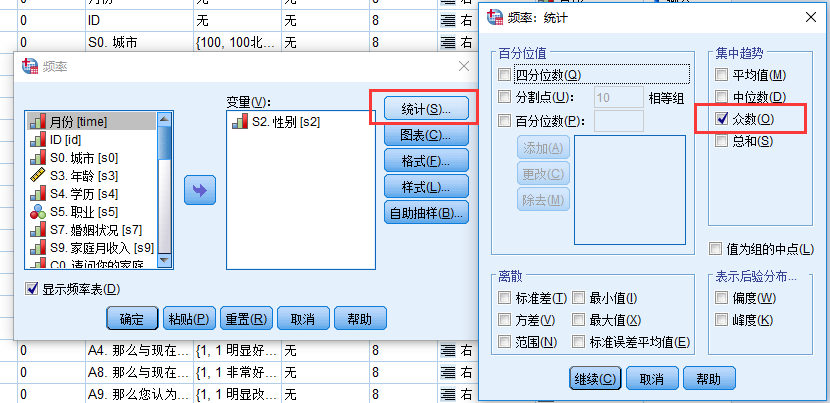 0 月份 无 无 8 右
0 ID 无 无 8 右
0 S0. 城市 {100, 100北... 无 8 右
频率
变量(V):
月份 [time]
ID [id]
S0. 城市 [s0]
S3. 年龄 [s3]
S4. 学历 [s4]
S5. 职业 [s5]
S7. 婚姻状况 [s7]
S9. 家庭月收入 [s9]
S2. 性别 [s2]
统计(S)...
图表(C)...
格式(F)...
样式(L)...
自助抽样(B)...
显示频率表(D)
确定 粘贴(P) 重置(R) 取消 帮助
0 A4. 那么与现在... {1, 1 明显好... 无 8 右
0 A8. 那么与现在... {1, 1 非常好... 无 8 右
0 A9. 那么您认为... {1, 1 明显改... 无 8 右
频率：统计
百分位值
四分位数(Q)
分割点(U)： 10 相等组
百分位数(P)：
添加(A)
更改(C)
除去(M)
集中趋势
平均值(M)
中位数(D)
众数(O)
总和(S)
值为组的中点(L)
离散
标准差(T) 最小值(I)
方差(V) 最大值(X)
范围(N) 标准误差平均值(E)
表示后验分布...
偏度(W)
峰度(K)
继续(C) 取消 帮助